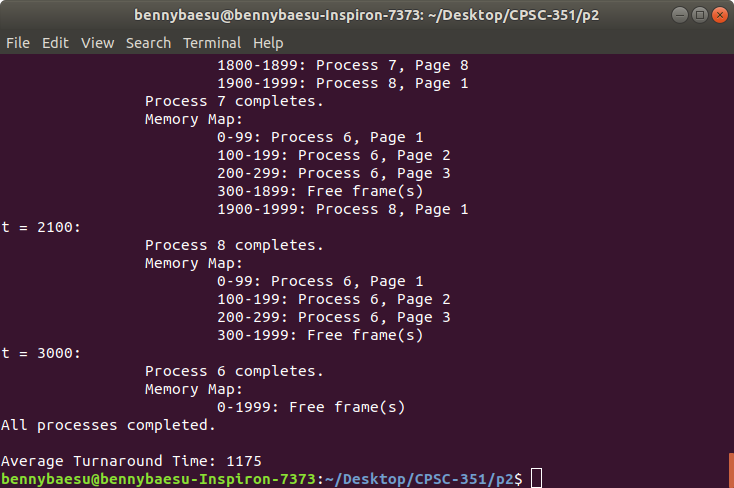 bennybaesu@bennybaesu-Inspiron-7373: ~/Desktop/CPSC-351/p2
File Edit View Search Terminal Help
1800-1899: Process 7, Page 8
1900-1999: Process 8, Page 1
Process 7 completes.
Memory Map:
0-99: Process 6, Page 1
100-199: Process 6, Page 2
200-299: Process 6, Page 3
300-1899: Free frame(s)
1900-1999: Process 8, Page 1
t = 2100:
Process 8 completes.
Memory Map:
0-99: Process 6, Page 1
100-199: Process 6, Page 2
200-299: Process 6, Page 3
300-1999: Free frame(s)
t = 3000:
Process 6 completes.
Memory Map:
0-1999: Free frame(s)
All processes completed.
Average Turnaround Time: 1175
bennybaesu@bennybaesu-Inspiron-7373:~/Desktop/CPSC-351/p2$